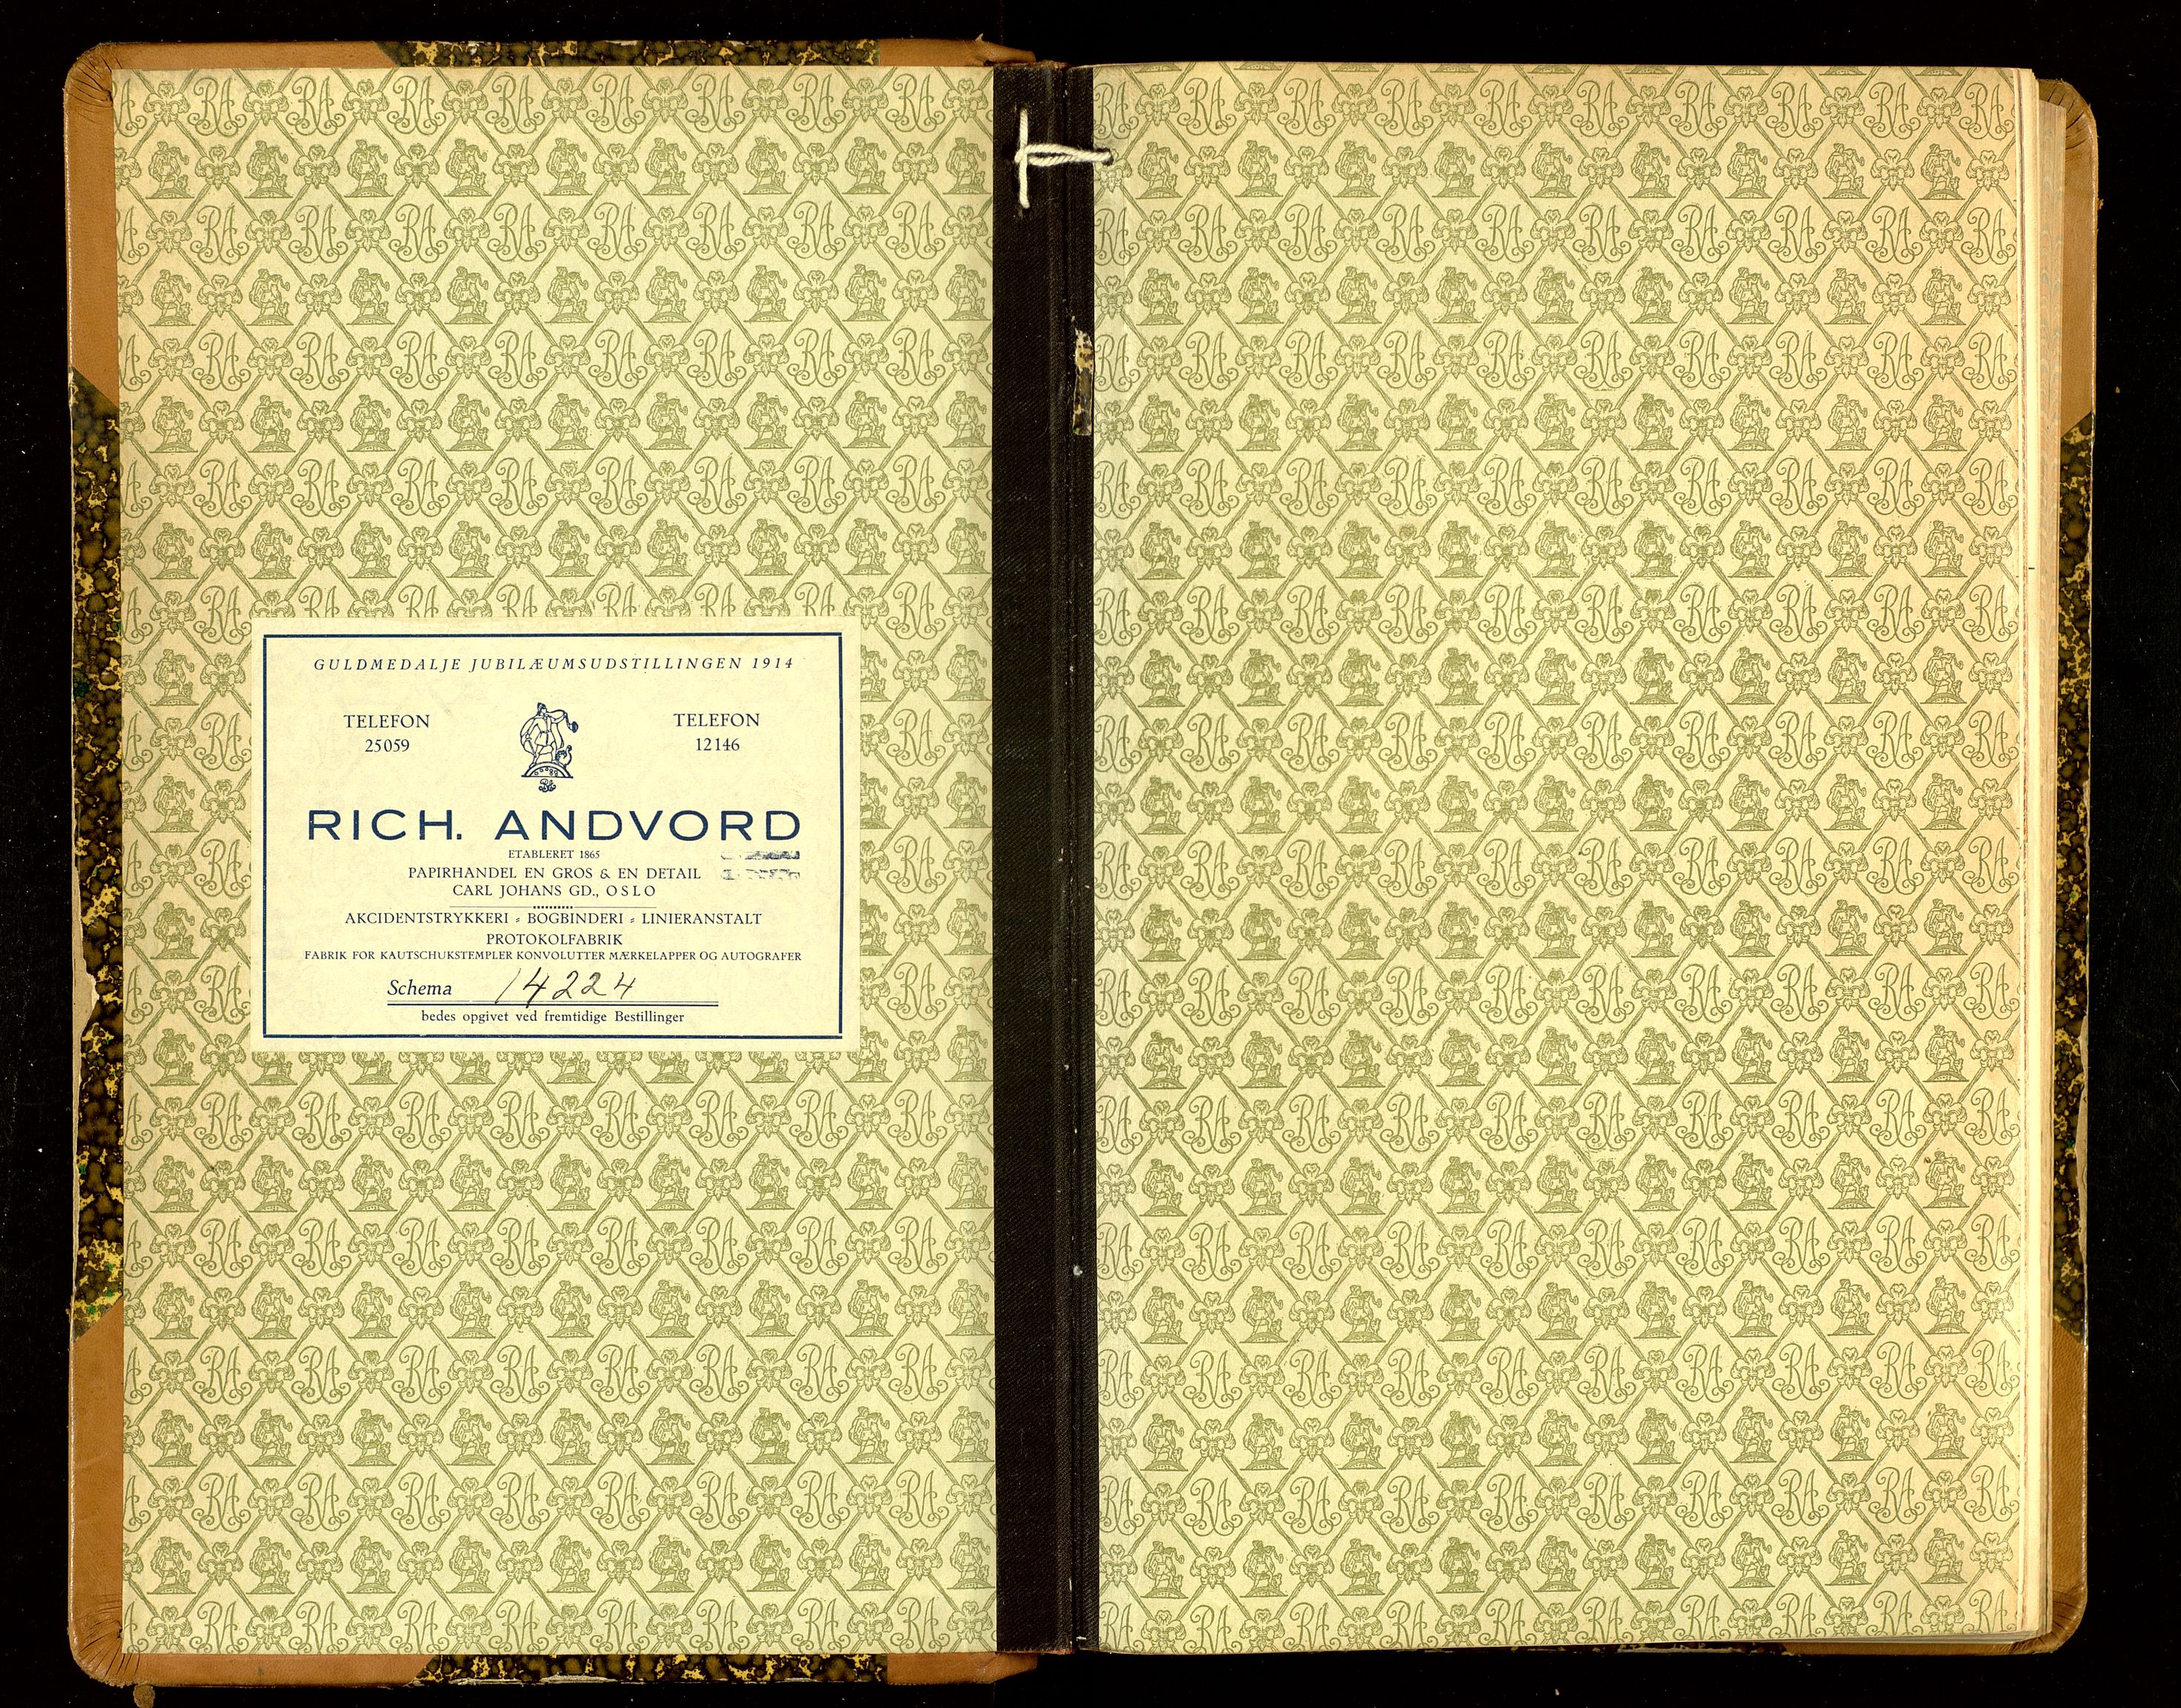 GULDMEDALJE JUBILÆUMSUDSTILLINGEN 1914
TELEFON
25059
TELEFON
12146
RICH. ANDVORD
ETABLERET 1865
PAPIRHANDEL EN GROS & EN DETAIL
CARL JOHANS GD., OSLO
AKCIDENTSTRYKKERI - BOGBINDERI - LINIERANSTALT
PROTOKOLFABRIK
FABRIK FOR KAUTSCHUKSTEMPLER KONVOLUTTER MÆRKELAPPER OG AUTOGRAFER
Schema 14224
bedes opgivet ved fremtidige Bestillinger